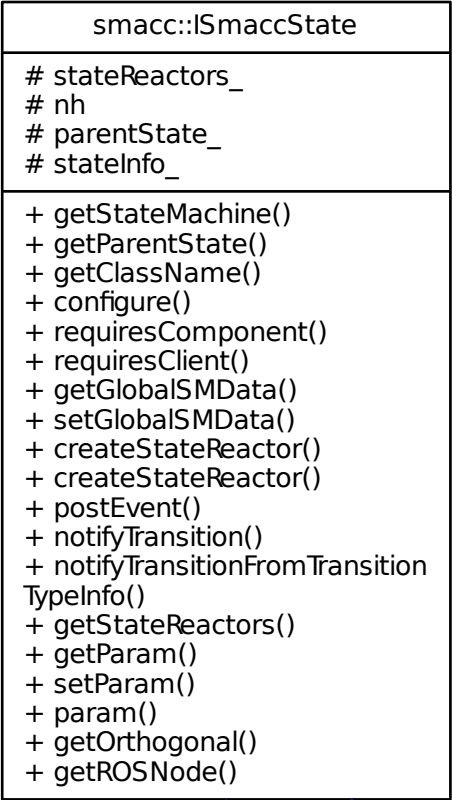 smacc::ISmaccState
# stateReactors_
# nh
# parentState_
# stateInfo_
+ getStateMachine()
+ getParentState()
+ getClassName()
+ configure()
+ requiresComponent()
+ requiresClient()
+ getGlobalSMData()
+ setGlobalSMData()
+ createStateReactor()
+ createStateReactor()
+ postEvent()
+ notifyTransition()
+ notifyTransitionFromTransition
TypeInfo()
+ getStateReactors()
+ getParam()
+ setParam()
+ param()
+ getOrthogonal()
+ getROSNode()